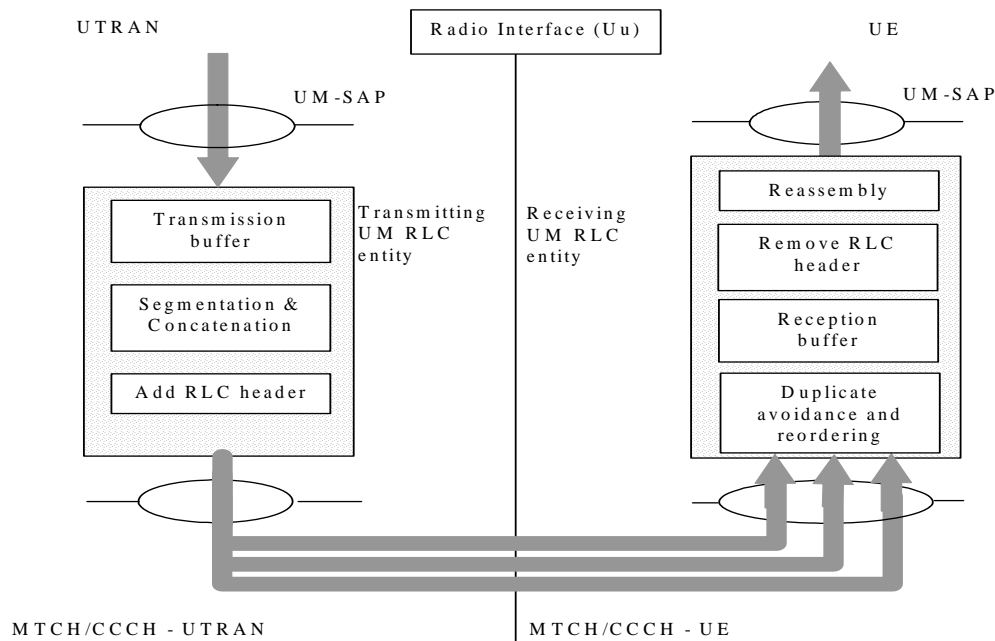 UTRAN
Radio Interface (Uu)
UE
UM-SAP
UM-SAP
Transmission
buffer
Segmentation &
Concatenation
Add RLC header
Transmitting
UM RLC
entity
Receiving
UM RLC
entity
Reassembly
Remove RLC
header
Reception
buffer
Duplicate
avoidance and
reordering
MTCH/CCCH - UTRAN
MTCH/CCCH - UE